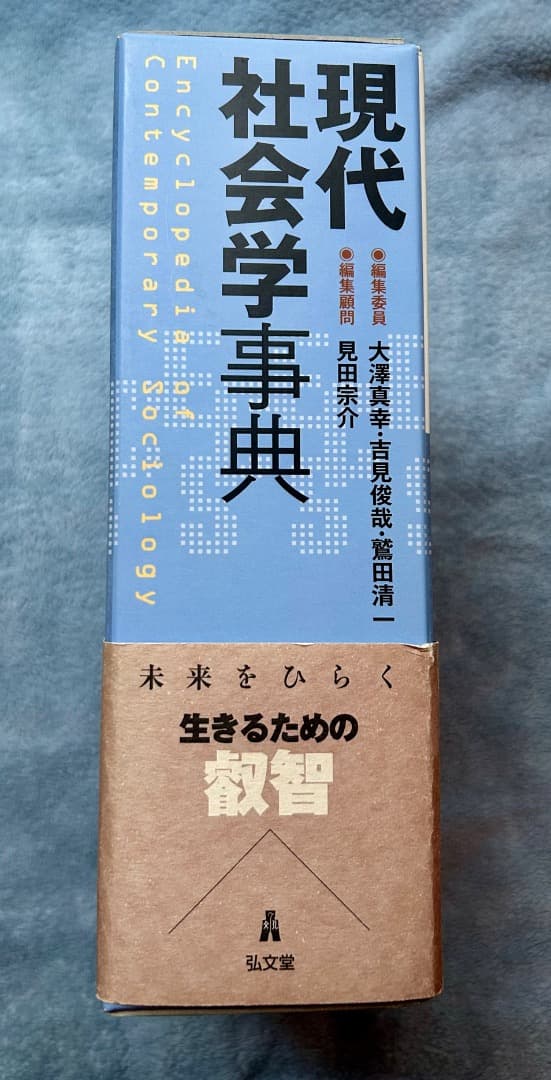 現代
社会学事典
Encyclopedia of
Contemporary Sociology
◉編集委員
大澤真幸・吉見俊哉・鷲田清一
◉編集顧問
見田宗介
未来をひらく
生きるための
叡智
弘文堂